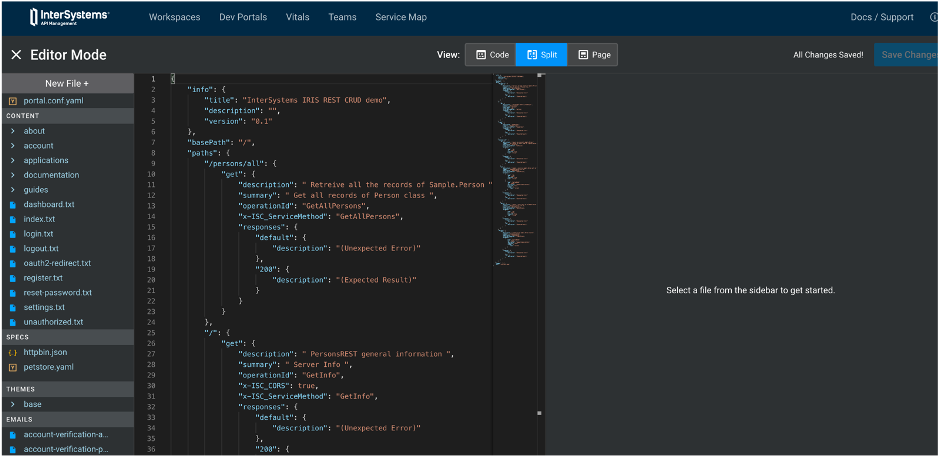 InterSystems
API Management
Workspaces Dev Portals Vitals Teams Service Map Docs / Support
Editor Mode
View: Code Split Page
All Changes Saved! Save Change
New File +
portal.conf.yaml
CONTENT
about
account
applications
documentation
guides
dashboard.txt
index.txt
login.txt
logout.txt
oauth2-redirect.txt
register.txt
reset-password.txt
settings.txt
unauthorized.txt
SPECS
httpbin.json
petstore.yaml
THEMES
base
EMAILS
account-verification-a...
account-verification-p...
1 {
2 "info": {
3 "title": "InterSystems IRIS REST CRUD demo",
4 "description": "",
5 "version": "0.1"
6 },
7 "basePath": "/",
8 "paths": {
9 "/persons/all": {
10 "get": {
11 "description": " Retreive all the records of Sample.Person "
12 "summary": " Get all records of Person class ",
13 "operationId": "GetAllPersons",
14 "x-ISC_ServiceMethod": "GetAllPersons",
15 "responses": {
16 "default": {
17 "description": "(Unexpected Error)"
18 },
19 "200": {
20 "description": "(Expected Result)"
21 }
22 }
23 }
24 },
25 "/": {
26 "get": {
27 "description": " PersonsREST general information ",
28 "summary": " Server Info ",
29 "operationId": "GetInfo",
30 "x-ISC_CORS": true,
31 "x-ISC_ServiceMethod": "GetInfo",
32 "responses": {
33 "default": {
34 "description": "(Unexpected Error)"
35 },
36 "200": {
Select a file from the sidebar to get started.